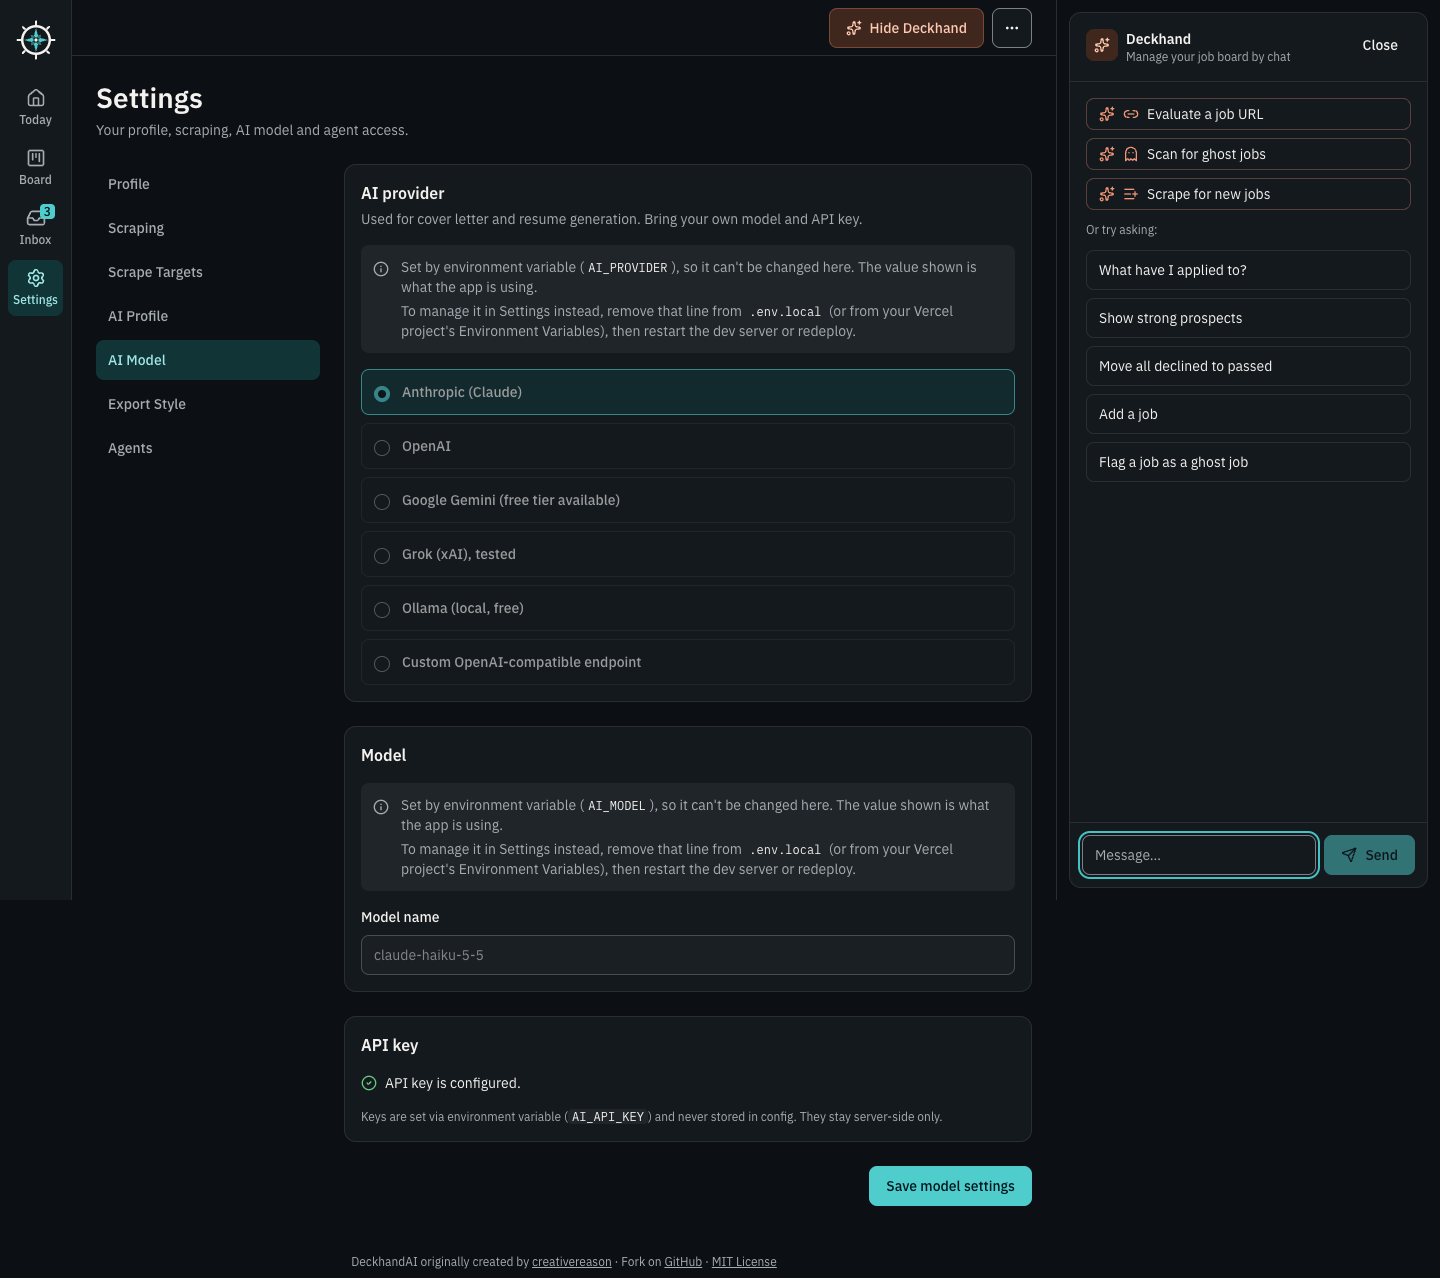 Today
Board
3
Inbox
Settings
Hide Deckhand
Settings
Your profile, scraping, AI model and agent access.
Profile
Scraping
Scrape Targets
AI Profile
AI Model
Export Style
Agents
AI provider
Used for cover letter and resume generation. Bring your own model and API key.
Set by environment variable ( AI_PROVIDER ), so it can't be changed here. The value shown is
what the app is using.
To manage it in Settings instead, remove that line from .env.local (or from your Vercel
project's Environment Variables), then restart the dev server or redeploy.
Anthropic (Claude)
OpenAI
Google Gemini (free tier available)
Grok (xAI), tested
Ollama (local, free)
Custom OpenAI-compatible endpoint
Model
Set by environment variable ( AI_MODEL ), so it can't be changed here. The value shown is what
the app is using.
To manage it in Settings instead, remove that line from .env.local (or from your Vercel
project's Environment Variables), then restart the dev server or redeploy.
Model name
claude-haiku-5-5
API key
API key is configured.
Keys are set via environment variable ( AI_API_KEY ) and never stored in config. They stay server-side only.
Save model settings
DeckhandAI originally created by creativereason · Fork on GitHub · MIT License
Deckhand
Manage your job board by chat
Close
Evaluate a job URL
Scan for ghost jobs
Scrape for new jobs
Or try asking:
What have I applied to?
Show strong prospects
Move all declined to passed
Add a job
Flag a job as a ghost job
Message...
Send